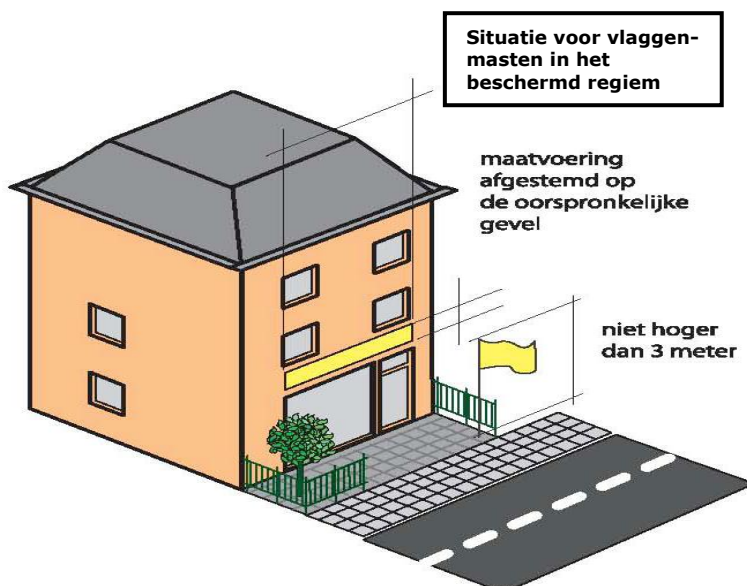 Situatie voor vlaggen-
masten in het
beschermd regiem
maatvoering
afgestemd op
de oorspronkelijke
gevel
niet hoger
dan 3 meter